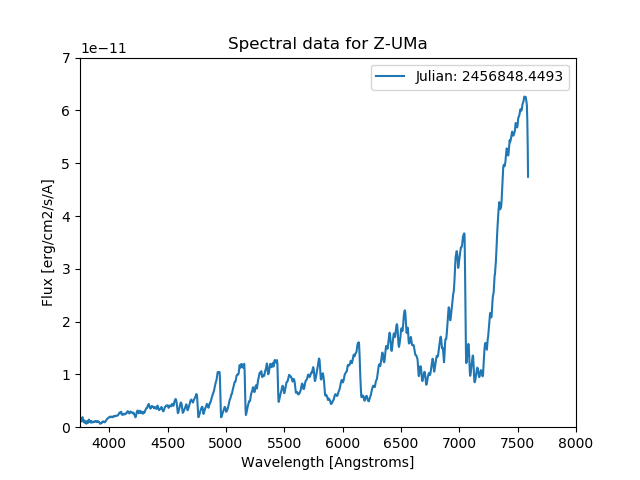 Spectral data for Z-UMa
1e−11
Julian: 2456848.4493
7
6
5
4
3
2
1
0
Flux [erg/cm2/s/A]
4000 4500 5000 5500 6000 6500 7000 7500 8000
Wavelength [Angstroms]